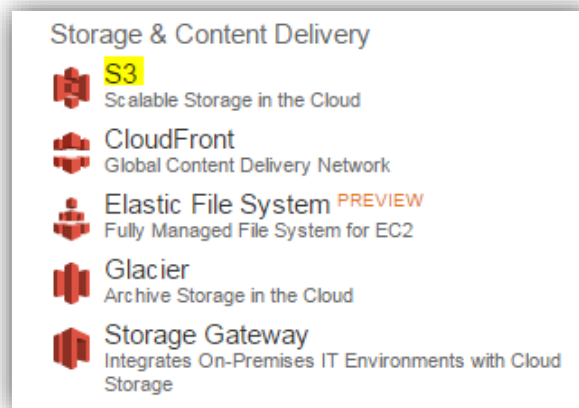 Storage & Content Delivery
S3
Scalable Storage in the Cloud
CloudFront
Global Content Delivery Network
Elastic File System PREVIEW
Fully Managed File System for EC2
Glacier
Archive Storage in the Cloud
Storage Gateway
Integrates On-Premises IT Environments with Cloud
Storage